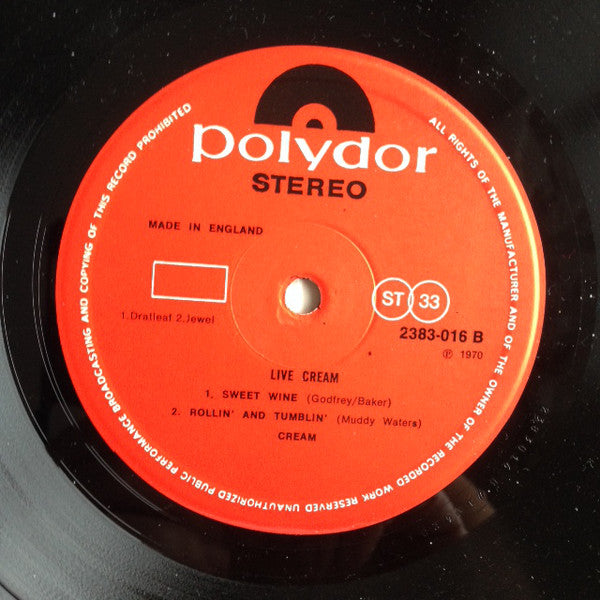 polydor
STEREO
MADE IN ENGLAND
ST 33
1.Dratleaf 2.Jewel
2383-016 B
℗ 1970
LIVE CREAM
1. SWEET WINE (Godfrey/Baker)
2. ROLLIN' AND TUMBLIN' (Muddy Waters)
CREAM
ALL RIGHTS OF THE MANUFACTURER AND OF THE OWNER OF THE RECORDED WORK RESERVED UNAUTHORIZED PUBLIC PERFORMANCE BROADCASTING AND COPYING OF THIS RECORD PROHIBITED